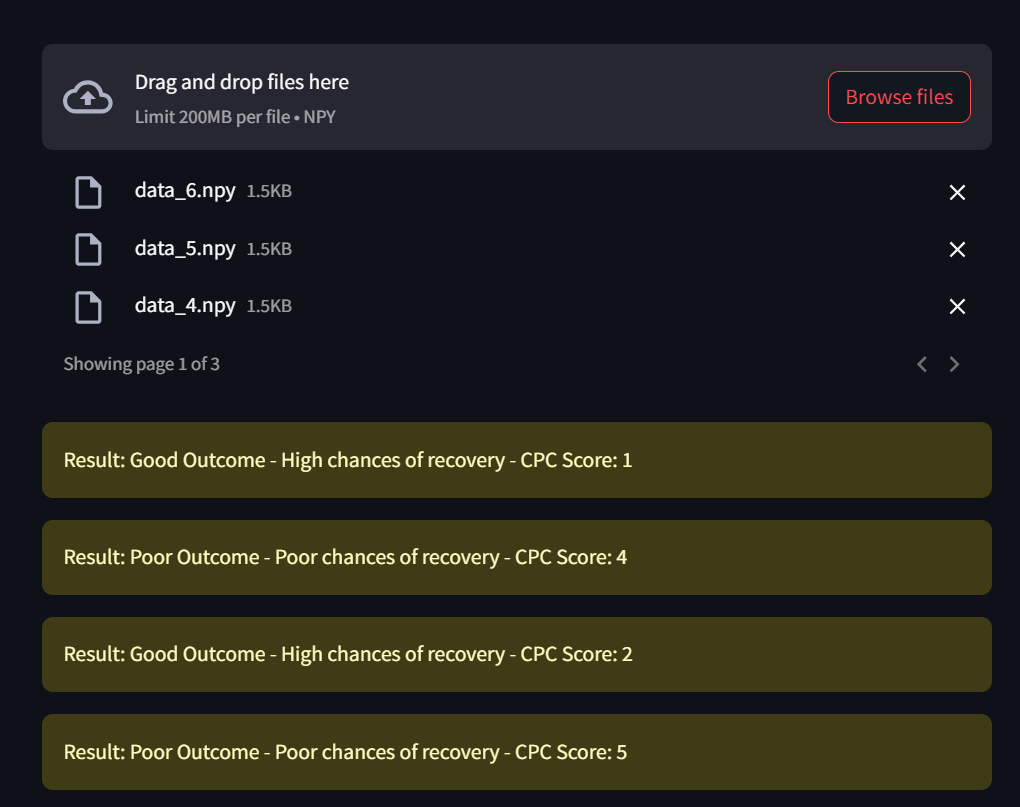 Drag and drop files here
Limit 200MB per file • NPY
Browse files
data_6.npy 1.5KB
data_5.npy 1.5KB
data_4.npy 1.5KB
Showing page 1 of 3
Result: Good Outcome - High chances of recovery - CPC Score: 1
Result: Poor Outcome - Poor chances of recovery - CPC Score: 4
Result: Good Outcome - High chances of recovery - CPC Score: 2
Result: Poor Outcome - Poor chances of recovery - CPC Score: 5